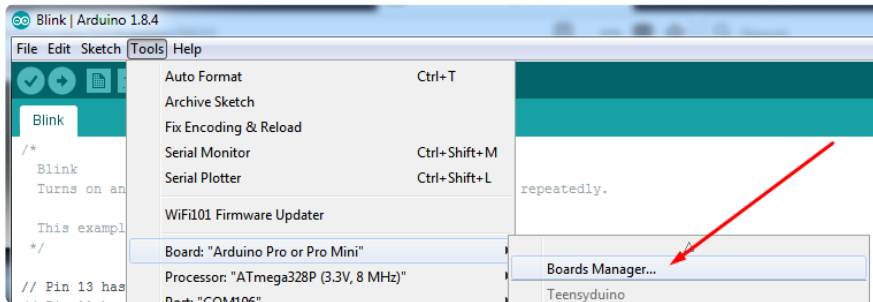 Blink | Arduino 1.8.4
File Edit Sketch Tools Help
Auto Format Ctrl+T
Archive Sketch
Fix Encoding & Reload
Serial Monitor Ctrl+Shift+M
Serial Plotter Ctrl+Shift+L
WiFi101 Firmware Updater
Board: "Arduino Pro or Pro Mini"
Processor: "ATmega328P (3.3V, 8 MHz)"
Port: "COM196"
Boards Manager...
Teensyduino
Blink
/*
Blink
Turns on an repeatedly.
This exampl
*/
// Pin 13 has